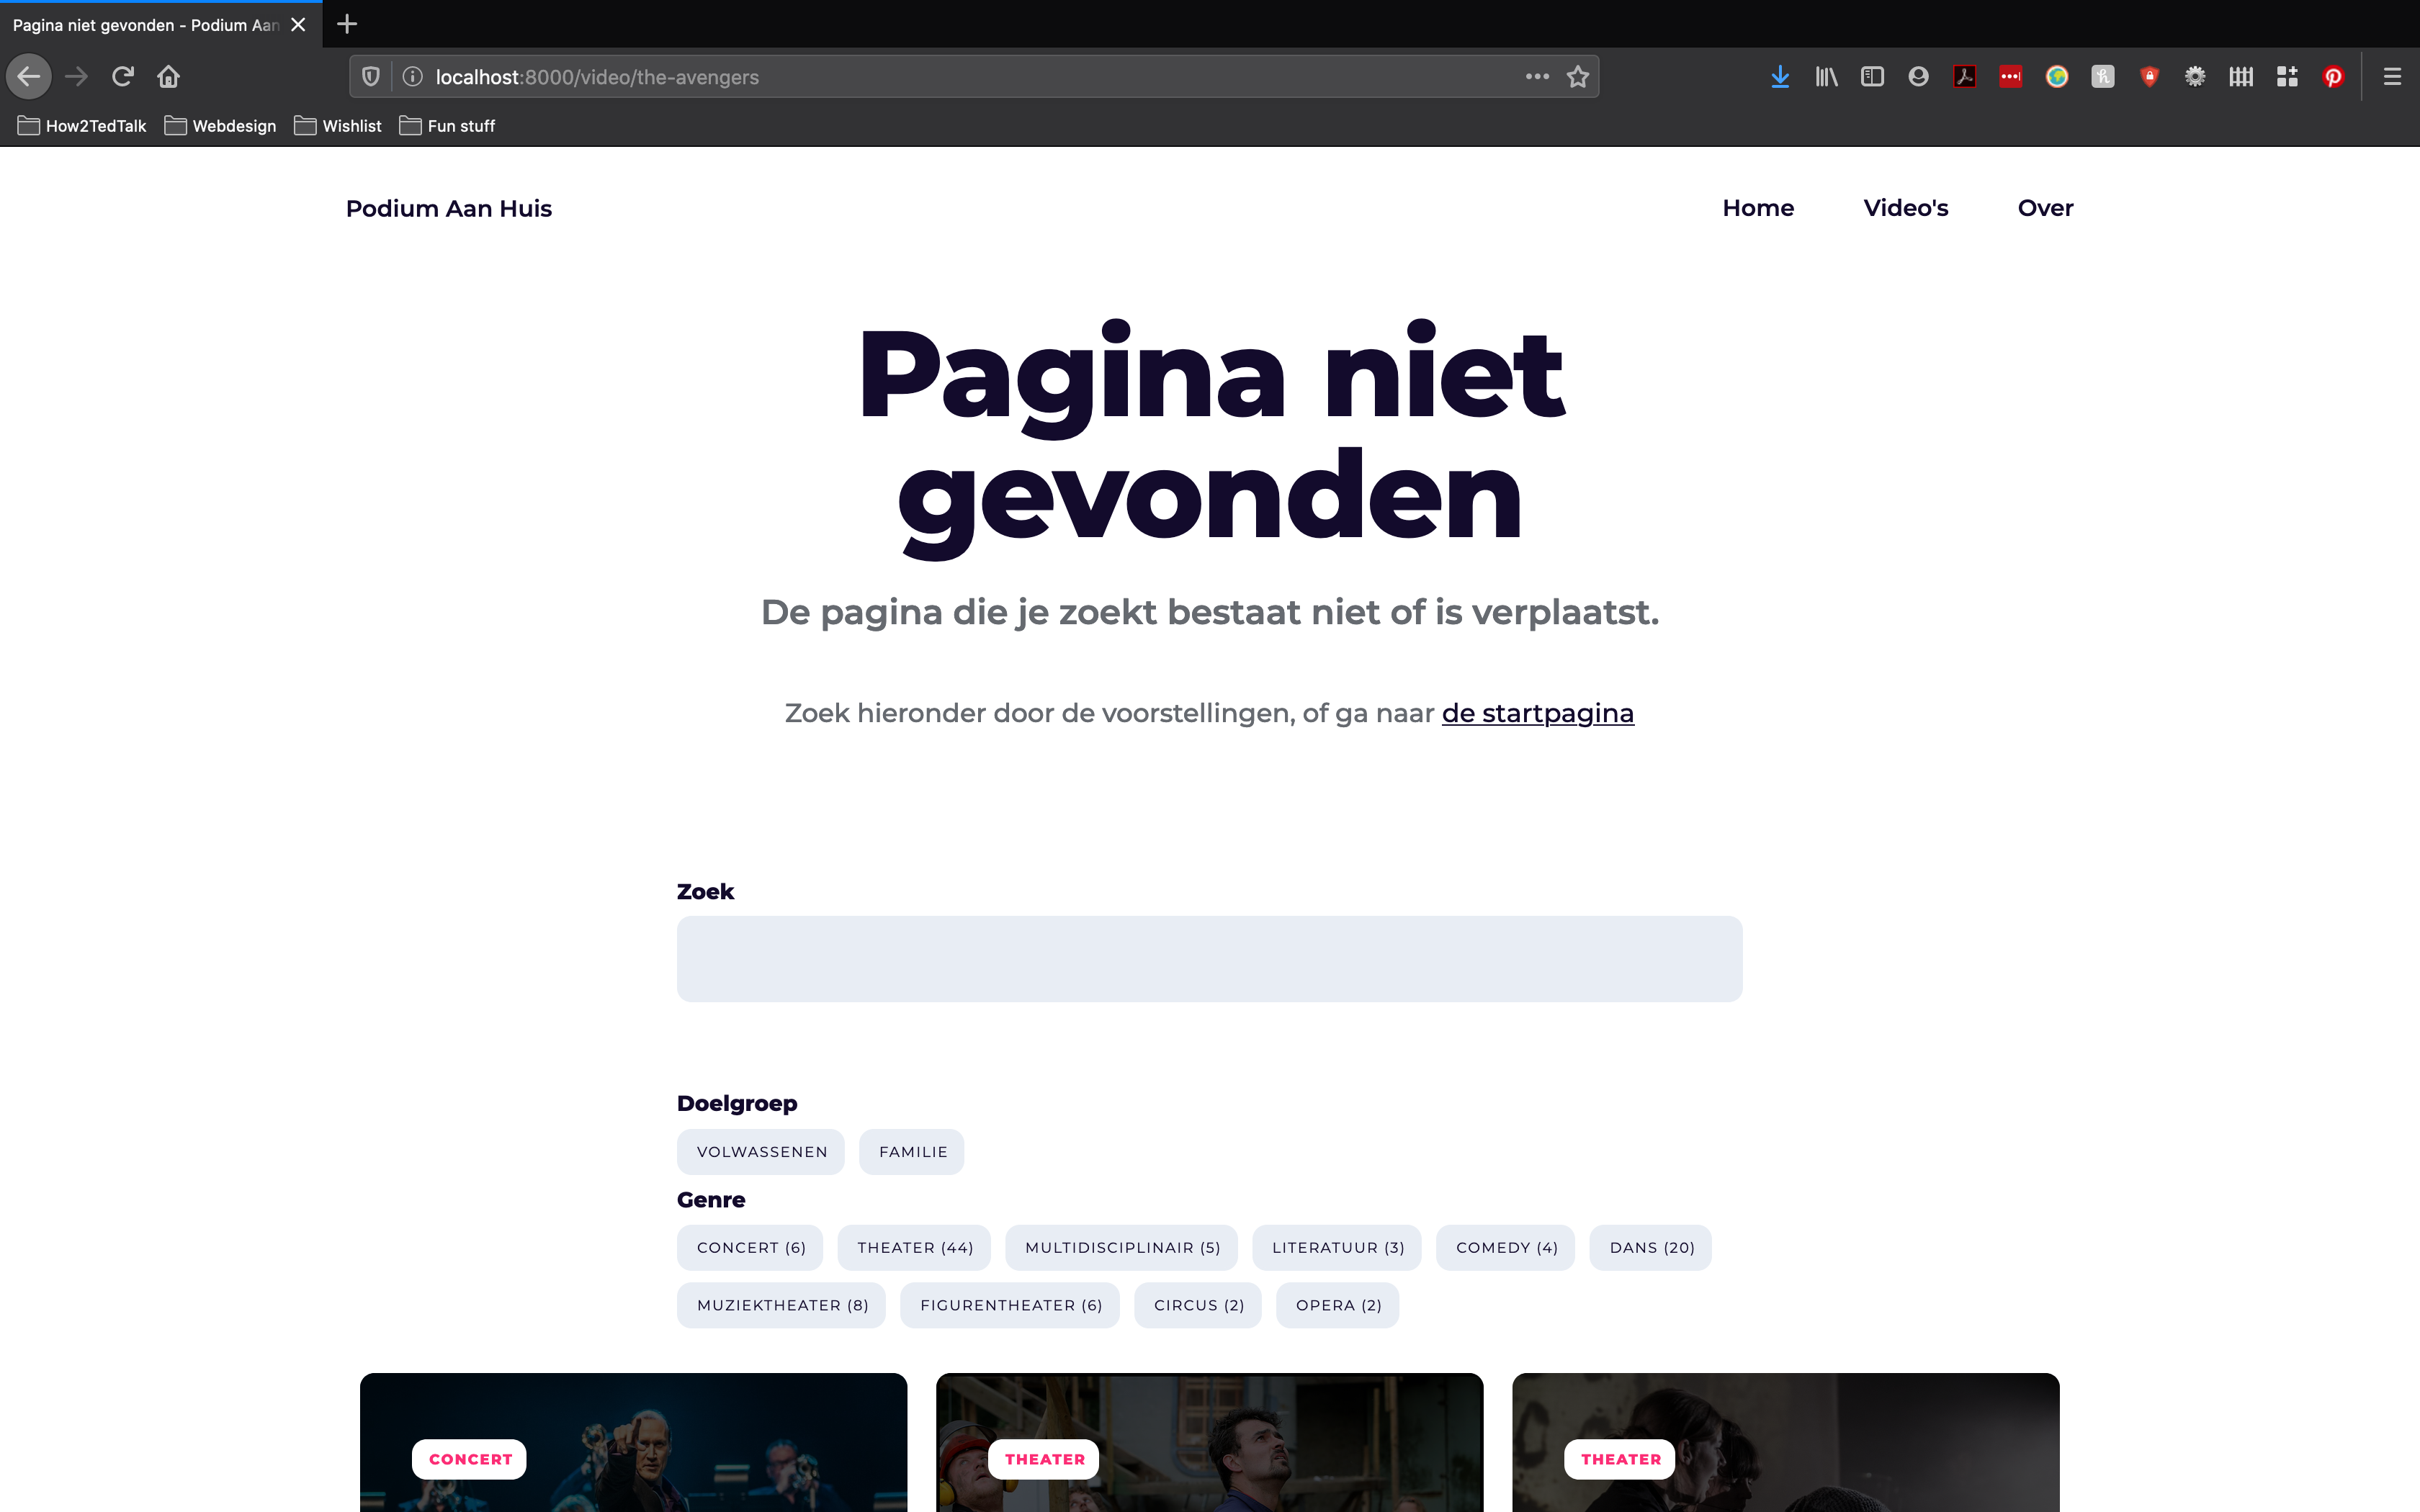 Pagina niet gevonden - Podium Aan
localhost:8000/video/the-avengers
How2TedTalk Webdesign Wishlist Fun stuff
Podium Aan Huis Home Video's Over
Pagina niet
gevonden
De pagina die je zoekt bestaat niet of is verplaatst.
Zoek hieronder door de voorstellingen, of ga naar de startpagina
Zoek
Doelgroep
VOLWASSENEN FAMILIE
Genre
CONCERT (6) THEATER (44) MULTIDISCIPLINAIR (5) LITERATUUR (3) COMEDY (4) DANS (20)
MUZIEKTHEATER (8) FIGURENTHEATER (6) CIRCUS (2) OPERA (2)
CONCERT THEATER THEATER